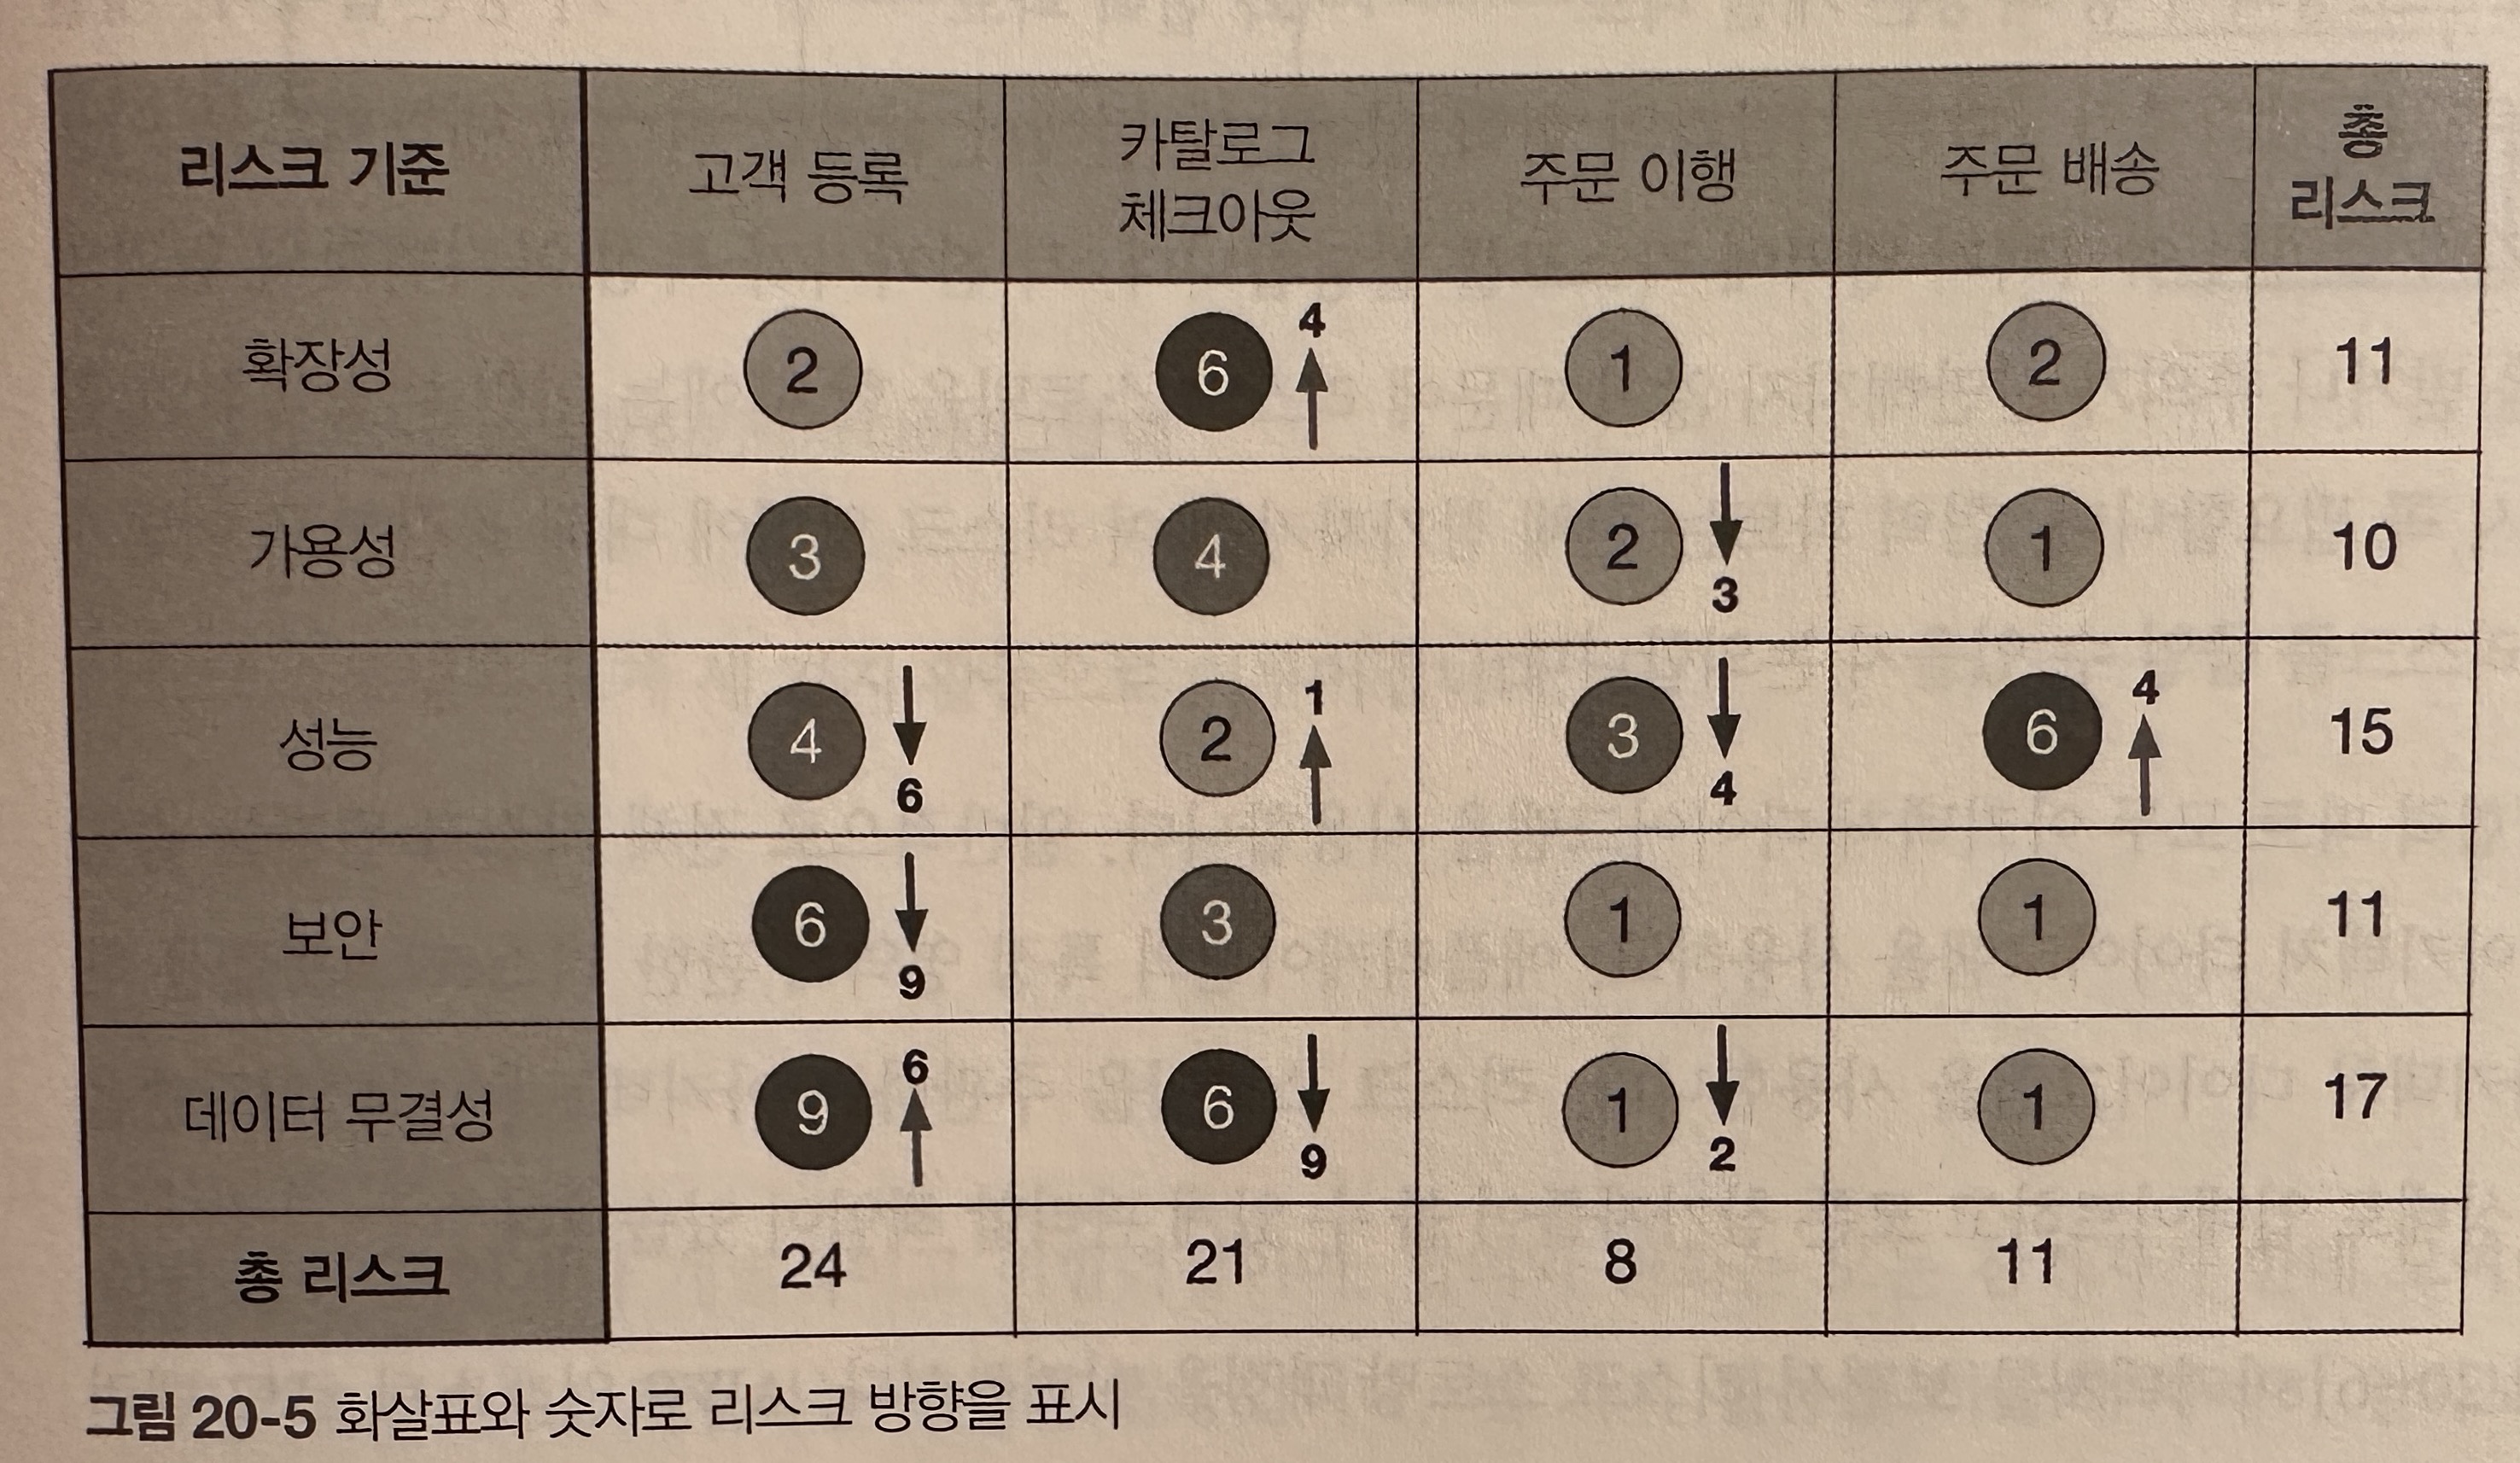 리스크 기준
고객 등록
카탈로그
체크아웃
주문 이행
주문 배송
총
리스크
확장성
2
6
4
1
2
11
가용성
3
4
2
3
1
10
성능
4
6
2
1
3
4
6
4
15
보안
6
9
3
1
1
11
데이터 무결성
9
6
6
9
1
2
1
17
총 리스크
24
21
8
11
그림 20-5 화살표와 숫자로 리스크 방향을 표시